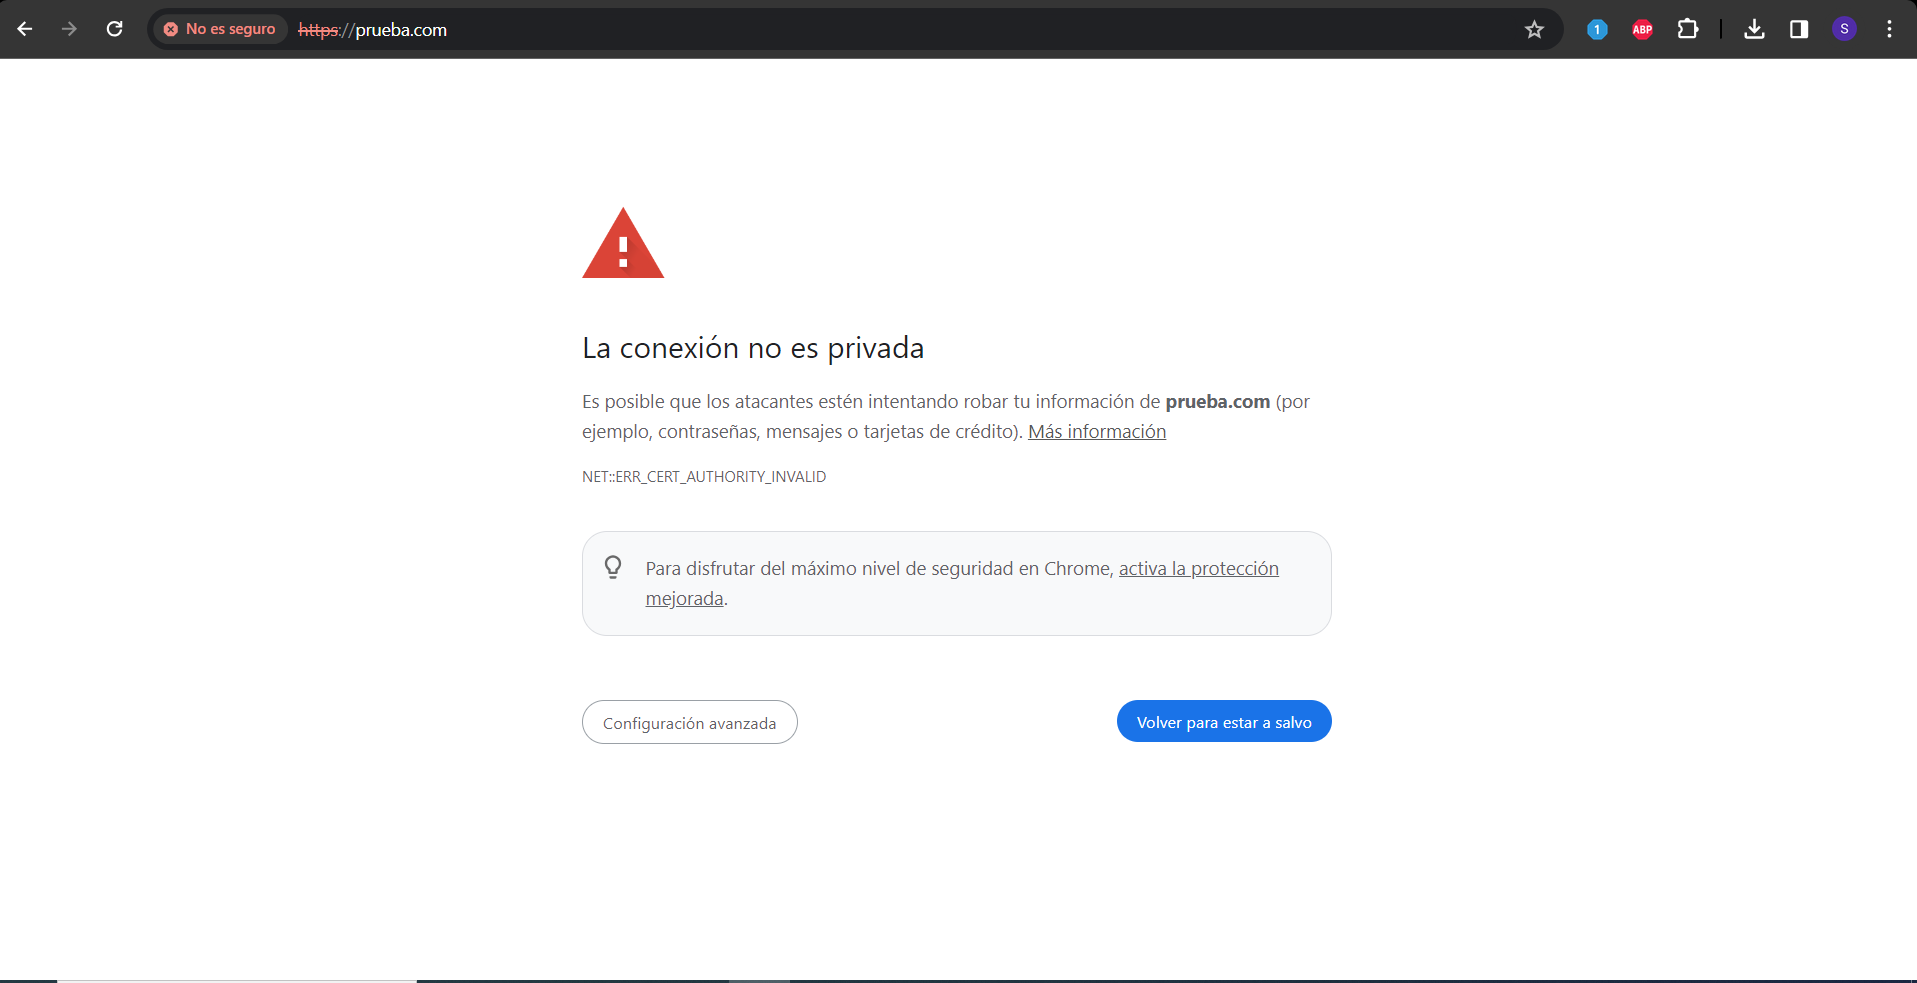 No es seguro https://prueba.com 1 ABP S
La conexión no es privada
Es posible que los atacantes estén intentando robar tu información de prueba.com (por
ejemplo, contraseñas, mensajes o tarjetas de crédito). Más información
NET::ERR_CERT_AUTHORITY_INVALID
Para disfrutar del máximo nivel de seguridad en Chrome, activa la protección
mejorada.
Configuración avanzada
Volver para estar a salvo